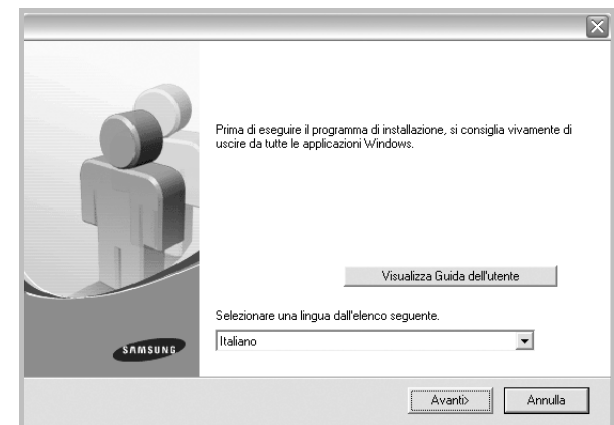 Prima di eseguire il programma di installazione, si consiglia vivamente di
uscire da tutte le applicazioni Windows.
Visualizza Guida dell'utente
Selezionare una lingua dall'elenco seguente.
Italiano
SAMSUNG
Avanti>
Annulla